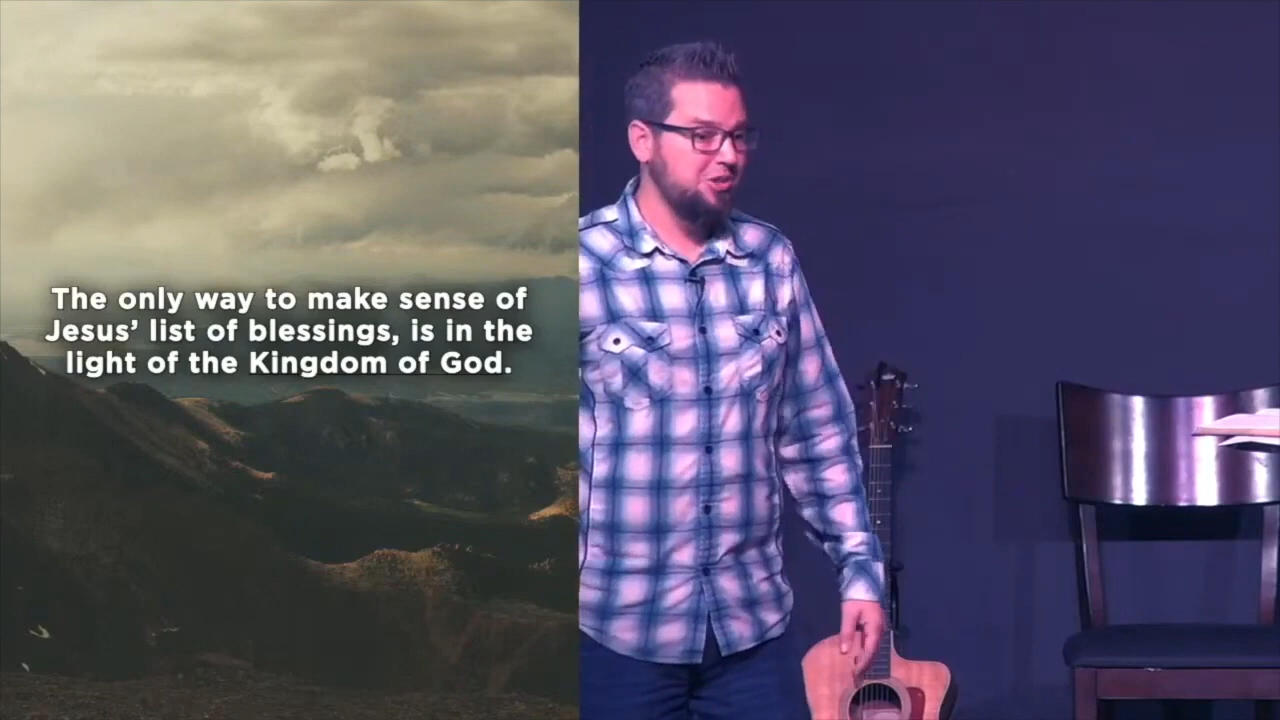 The only way to make sense of
Jesus’ list of blessings, is in the
light of the Kingdom of God.